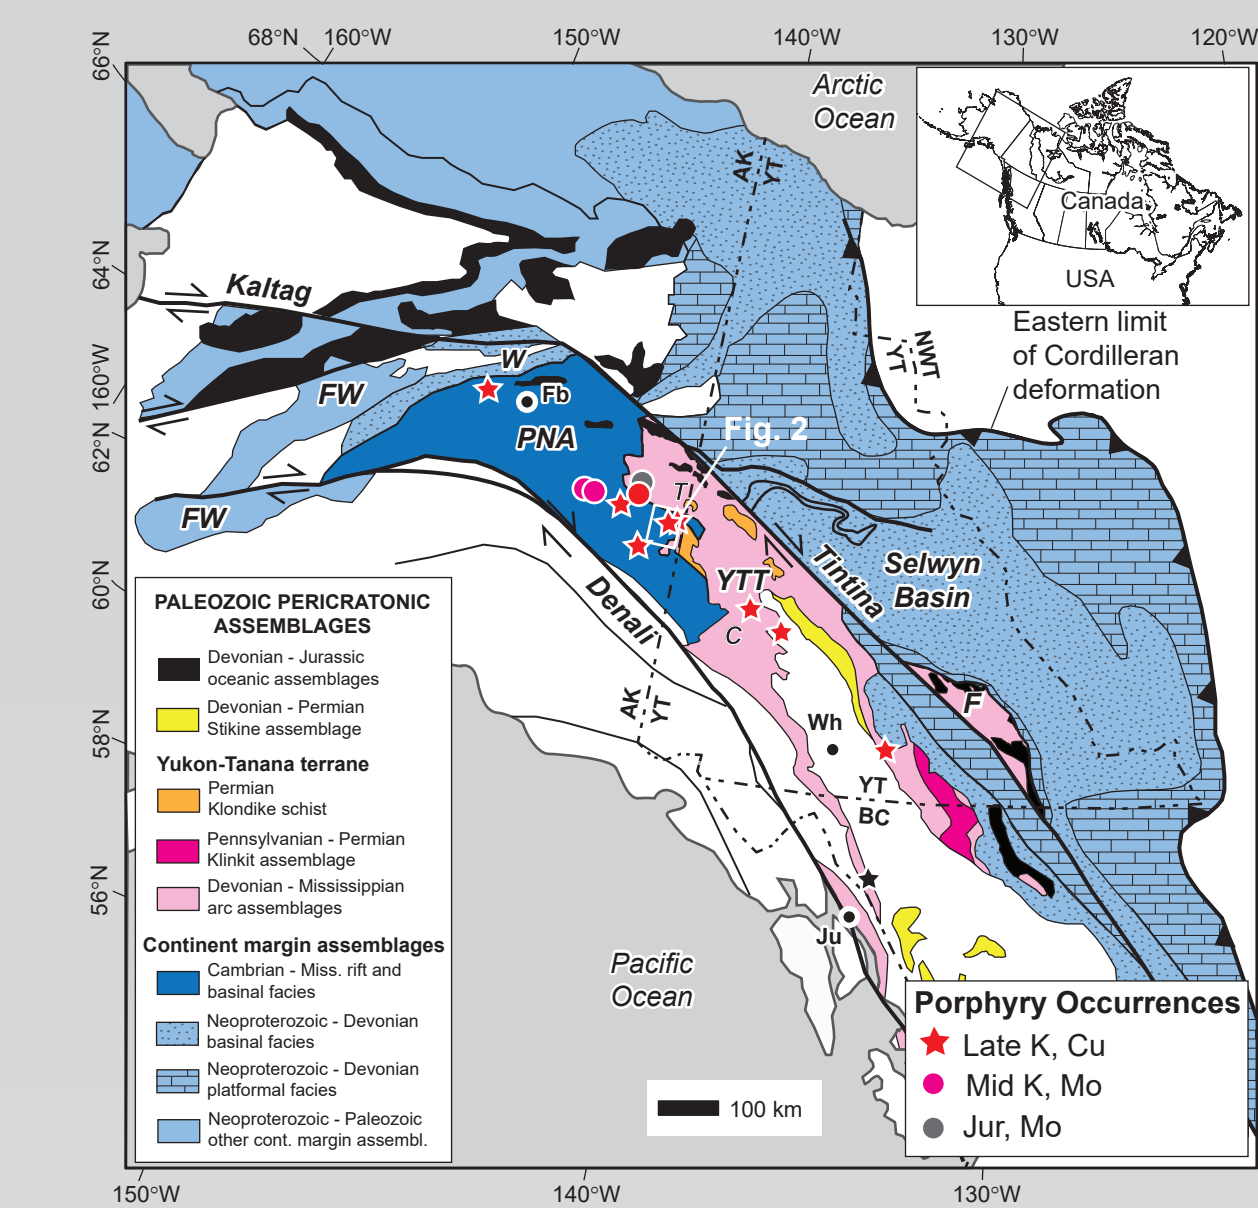 68°N
160°W
150°W
140°W
130°W
120°W
66°N
64°N
160°W
62°N
60°N
58°N
56°N
150°W
140°W
130°W
Arctic
Ocean
AK
YT
Canada
USA
Eastern limit
of Cordilleran
deformation
NWT
YT
Kaltag
FW
W
Fb
PNA
Fig. 2
FW
TI
YTT
C
Tintina
Selwyn
Basin
Denali
AK
YT
F
Wh
YT
BC
Ju
Pacific
Ocean
100 km
PALEOZOIC PERICRATONIC
ASSEMBLAGES
Devonian - Jurassic
oceanic assemblages
Devonian - Permian
Stikine assemblage
Yukon-Tanana terrane
Permian
Klondike schist
Pennsylvanian - Permian
Klinkit assemblage
Devonian - Mississippian
arc assemblages
Continent margin assemblages
Cambrian - Miss. rift and
basinal facies
Neoproterozoic - Devonian
basinal facies
Neoproterozoic - Devonian
platformal facies
Neoproterozoic - Paleozoic
other cont. margin assembl.
Porphyry Occurrences
Late K, Cu
Mid K, Mo
Jur, Mo